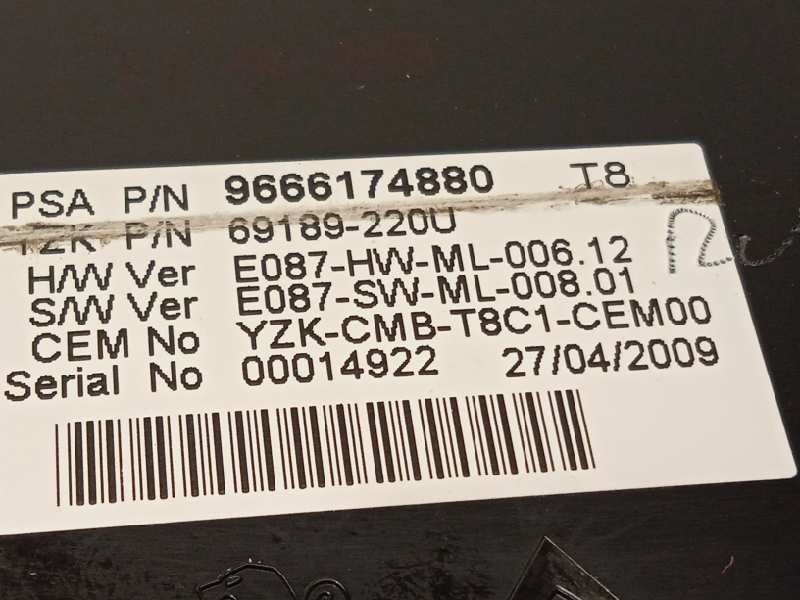 PSA P/N 9666174880 T8
YZK P/N 69189-220U
H/W Ver E087-HW-ML-006.12
S/W Ver E087-SW-ML-008.01
CEM No YZK-CMB-T8C1-CEM00
Serial No 00014922 27/04/2009